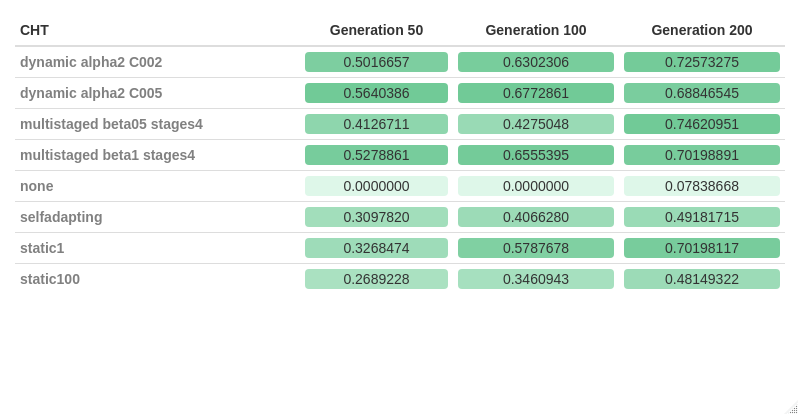 CHT Generation 50 Generation 100 Generation 200
dynamic alpha2 C002 0.5016657 0.6302306 0.72573275
dynamic alpha2 C005 0.5640386 0.6772861 0.68846545
multistaged beta05 stages4 0.4126711 0.4275048 0.74620951
multistaged beta1 stages4 0.5278861 0.6555395 0.70198891
none 0.0000000 0.0000000 0.07838668
selfadapting 0.3097820 0.4066280 0.49181715
static1 0.3268474 0.5787678 0.70198117
static100 0.2689228 0.3460943 0.48149322